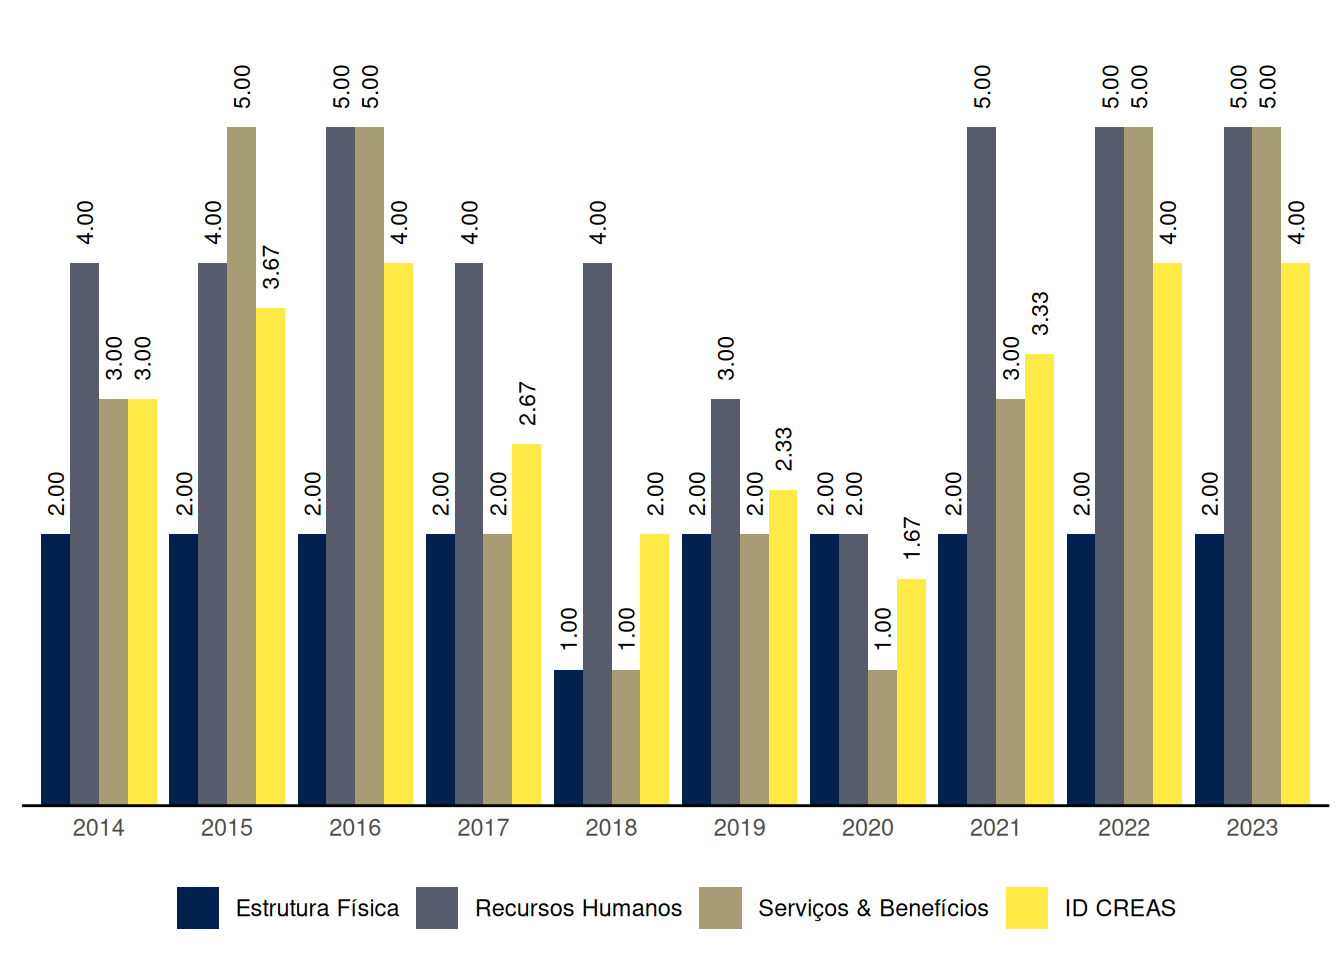 5.00 5.00 5.00 5.00 5.00 5.00 5.00 5.00
4.00 4.00 4.00 4.00 4.00 4.00 4.00
3.67
3.33
3.00 3.00 3.00 3.00
2.67
2.33
2.00 2.00 2.00 2.00 2.00 2.00 2.00 2.00 2.00 2.00 2.00 2.00 2.00
1.67
1.00 1.00 1.00
2014 2015 2016 2017 2018 2019 2020 2021 2022 2023
Estrutura Física Recursos Humanos Serviços & Benefícios ID CREAS